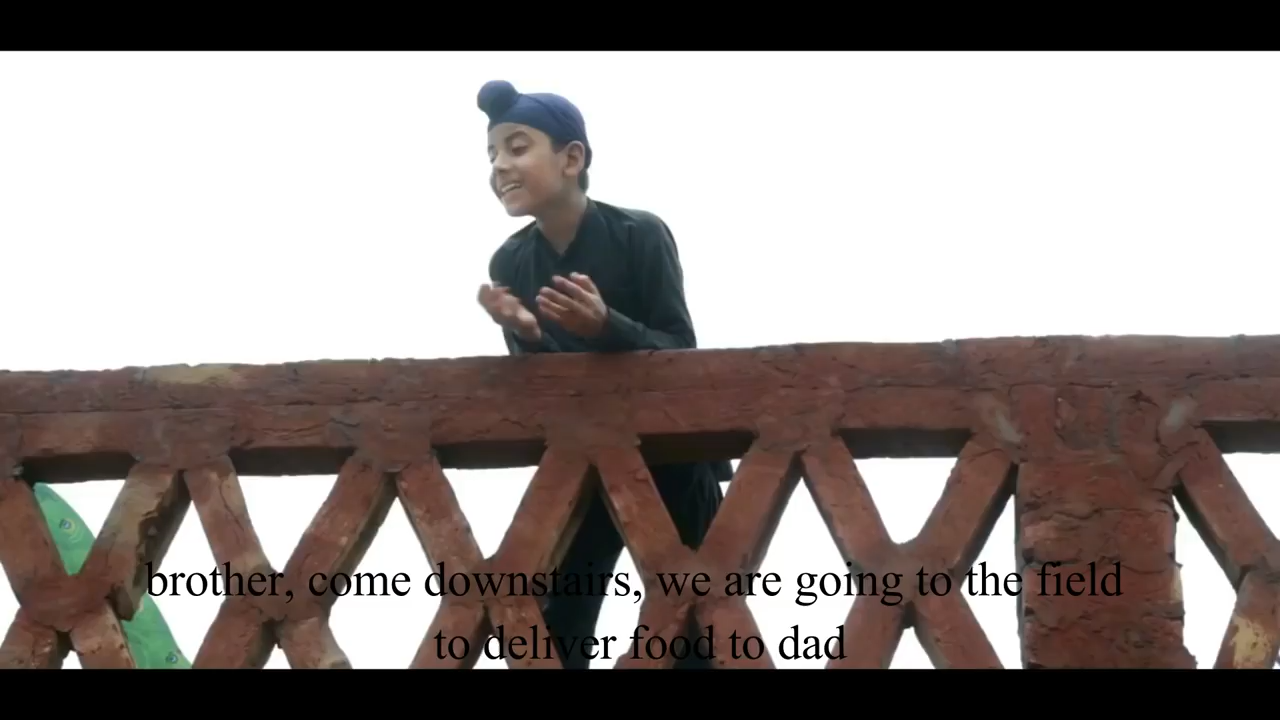 brother, come downstairs, we are going to the field
to deliver food to dad